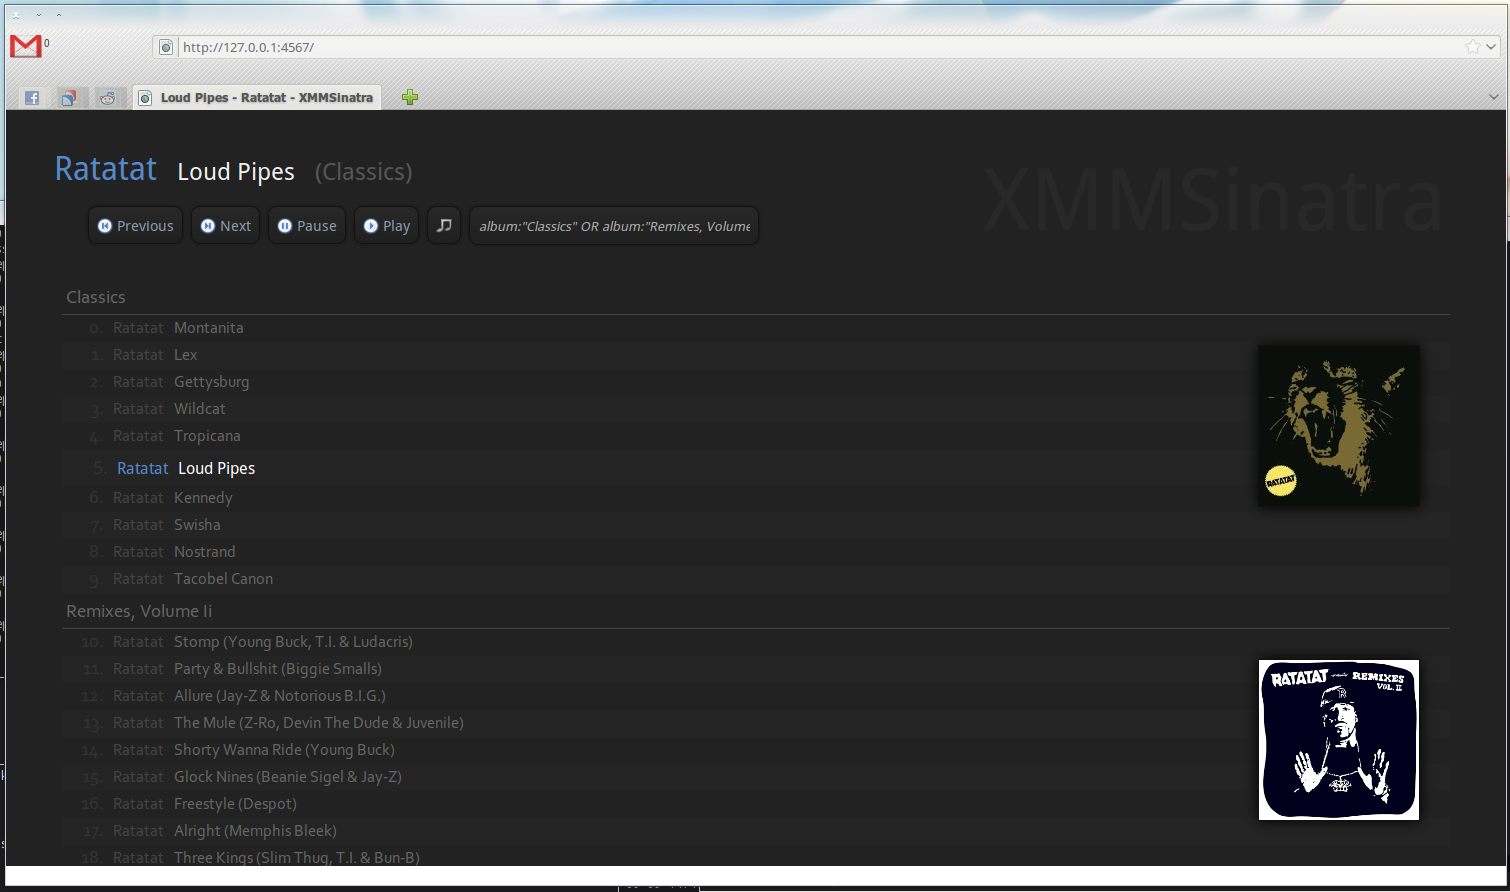 0
http://127.0.0.1:4567/
Loud Pipes - Ratatat - XMMSinatra
Ratatat Loud Pipes (Classics)
XMMSinatra
Previous Next Pause Play album:"Classics" OR album:"Remixes, Volume
Classics
0. Ratatat Montanita
1. Ratatat Lex
2. Ratatat Gettysburg
3. Ratatat Wildcat
4. Ratatat Tropicana
5. Ratatat Loud Pipes
6. Ratatat Kennedy
7. Ratatat Swisha
8. Ratatat Nostrand
9. Ratatat Tacobel Canon
RATATAT
Remixes, Volume Ii
10. Ratatat Stomp (Young Buck, T.I. & Ludacris)
11. Ratatat Party & Bullshit (Biggie Smalls)
12. Ratatat Allure (Jay-Z & Notorious B.I.G.)
13. Ratatat The Mule (Z-Ro, Devin The Dude & Juvenile)
14. Ratatat Shorty Wanna Ride (Young Buck)
15. Ratatat Glock Nines (Beanie Sigel & Jay-Z)
16. Ratatat Freestyle (Despot)
17. Ratatat Alright (Memphis Bleek)
18. Ratatat Three Kings (Slim Thug, T.I. & Bun-B)
RATATAT REMIXES
VOL. II